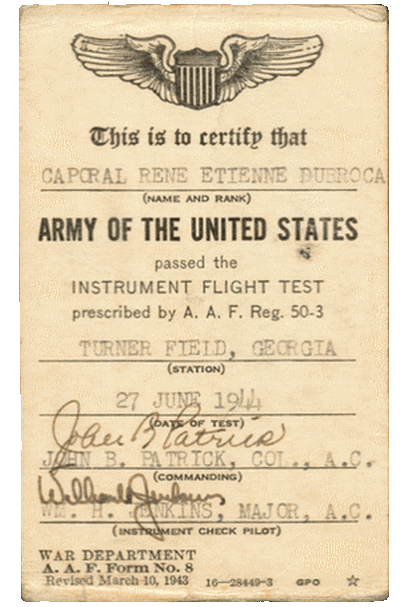 This is to certify that
CAPORAL RENE ETIENNE DUBROCA
(NAME AND RANK)
ARMY OF THE UNITED STATES
passed the
INSTRUMENT FLIGHT TEST
prescribed by A. A. F. Reg. 50-3
TURNER FIELD, GEORGIA
(STATION)
27 JUNE 1944
(DATE OF TEST)
John B Patrick
JOHN B. PATRICK, COL., A.C.
(COMMANDING)
William H Jenkins
WM. H. JENKINS, MAJOR, A.C.
(INSTRUMENT CHECK PILOT)
WAR DEPARTMENT
A. A. F. Form No. 8
Revised March 10, 1943 16—28449-3 GPO ☆